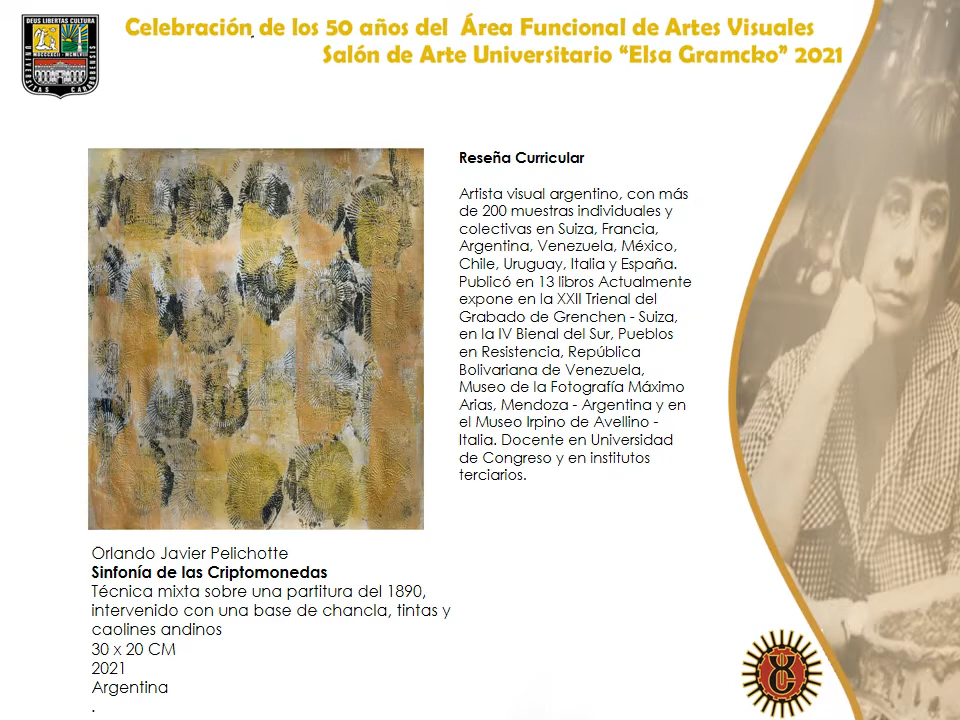 Celebración de los 50 años del Área Funcional de Artes Visuales
Salón de Arte Universitario “Elsa Gramcko” 2021
DEUS LIBERTAS CULTURA
UNIVERSITAS CAROBOBENSIS
Reseña Curricular
Artista visual argentino, con más
de 200 muestras individuales y
colectivas en Suiza, Francia,
Argentina, Venezuela, México,
Chile, Uruguay, Italia y España.
Publicó en 13 libros Actualmente
expone en la XXII Trienal del
Grabado de Grenchen - Suiza,
en la IV Bienal del Sur, Pueblos
en Resistencia, República
Bolivariana de Venezuela,
Museo de la Fotografía Máximo
Arias, Mendoza - Argentina y en
el Museo Irpino de Avellino -
Italia. Docente en Universidad
de Congreso y en institutos
terciarios.
Orlando Javier Pelichotte
Sinfonía de las Criptomonedas
Técnica mixta sobre una partitura del 1890,
intervenido con una base de chancla, tintas y
caolines andinos
30 x 20 CM
2021
Argentina
.